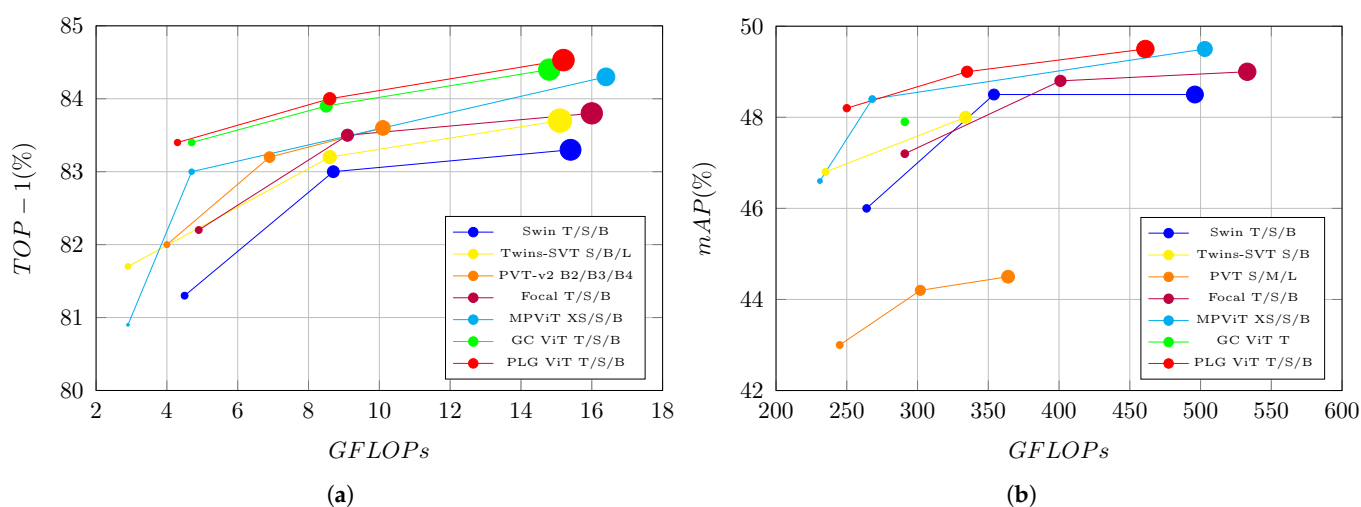 85
84
83
82
81
80
2 4 6 8 10 12 14 16 18
TOP − 1(%)
GFLOPs
Swin T/S/B
Twins-SVT S/B/L
PVT-v2 B2/B3/B4
Focal T/S/B
MPViT XS/S/B
GC ViT T/S/B
PLG ViT T/S/B
(a)
50
48
46
44
42
200 250 300 350 400 450 500 550 600
mAP(%)
GFLOPs
Swin T/S/B
Twins-SVT S/B
PVT S/M/L
Focal T/S/B
MPViT XS/S/B
GC ViT T
PLG ViT T/S/B
(b)